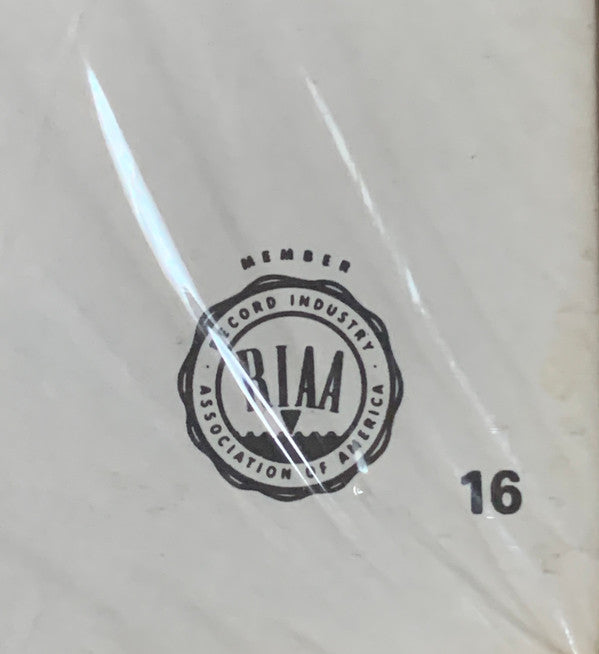 MEMBER
RECORD INDUSTRY
RIAA
· ASSOCIATION OF AMERICA ·
16